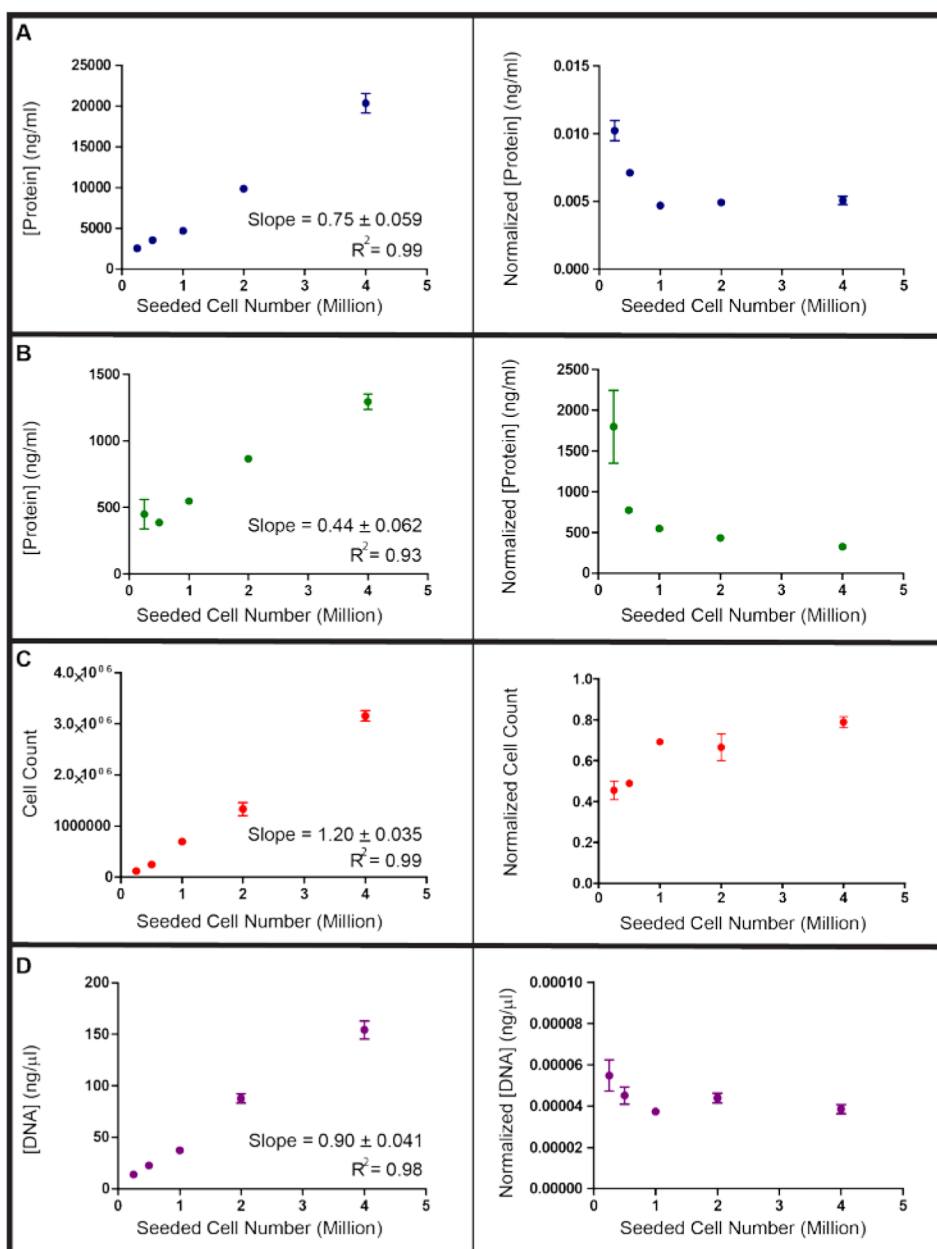 A
[Protein] (ng/ml)
25000
20000
15000
10000
5000
0
0 1 2 3 4 5
Slope = 0.75 ± 0.059
R2 = 0.99
Seeded Cell Number (Million)
Normalized [Protein] (ng/ml)
0.015
0.010
0.005
0.000
0 1 2 3 4 5
Seeded Cell Number (Million)
B
[Protein] (ng/ml)
1500
1000
500
0
0 1 2 3 4 5
Slope = 0.44 ± 0.062
R2 = 0.93
Seeded Cell Number (Million)
Normalized [Protein] (ng/ml)
2500
2000
1500
1000
500
0
0 1 2 3 4 5
Seeded Cell Number (Million)
C
Cell Count
4.0×10 06
3.0×10 06
2.0×10 06
1000000
0
0 1 2 3 4 5
Slope = 1.20 ± 0.035
R2 = 0.99
Seeded Cell Number (Million)
Normalized Cell Count
1.0
0.8
0.6
0.4
0.2
0.0
0 1 2 3 4 5
Seeded Cell Number (Million)
D
[DNA] (ng/µl)
200
150
100
50
0
0 1 2 3 4 5
Slope = 0.90 ± 0.041
R2 = 0.98
Seeded Cell Number (Million)
Normalized [DNA] (ng/µl)
0.00010
0.00008
0.00006
0.00004
0.00002
0.00000
0 1 2 3 4 5
Seeded Cell Number (Million)